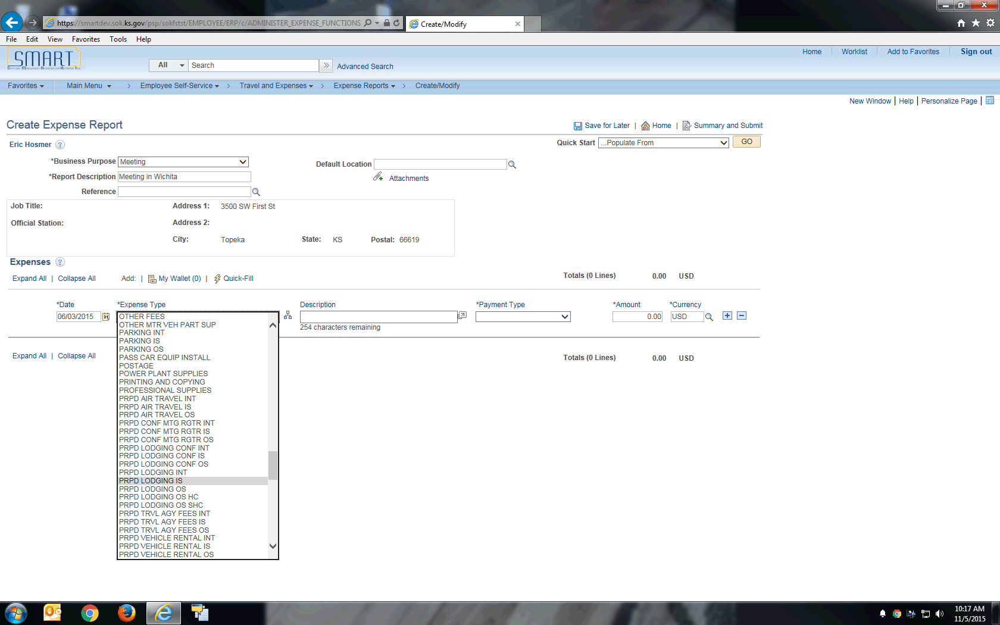 https://smartdev.sok.ks.gov/psp/sokfstst/EMPLOYEE/ERP/c/ADMINISTER_EXPENSE_FUNCTIONS
Create/Modify
File Edit View Favorites Tools Help
SMART
All Search Advanced Search
Home Worklist Add to Favorites Sign out
Favorites Main Menu > Employee Self-Service > Travel and Expenses > Expense Reports > Create/Modify
New Window | Help | Personalize Page |
Create Expense Report
Save for Later | Home | Summary and Submit
Eric Hosmer ?
Quick Start ...Populate From GO
*Business Purpose Meeting
Default Location
*Report Description Meeting in Wichita
Attachments
Reference
Job Title: Address 1: 3500 SW First St
Official Station: Address 2:
City: Topeka State: KS Postal: 66619
Expenses ?
Expand All | Collapse All Add: | My Wallet (0) | Quick-Fill
Totals (0 Lines) 0.00 USD
*Date *Expense Type Description *Payment Type *Amount *Currency
06/03/2015 31 0.00 USD
254 characters remaining
OTHER FEES
OTHER MTR VEH PART SUP
PARKING INT
PARKING IS
PARKING OS
PASS CAR EQUIP INSTALL
POSTAGE
POWER PLANT SUPPLIES
PRINTING AND COPYING
PROFESSIONAL SUPPLIES
PRPD AIR TRAVEL INT
PRPD AIR TRAVEL IS
PRPD AIR TRAVEL OS
PRPD CONF MTG RGTR INT
PRPD CONF MTG RGTR IS
PRPD CONF MTG RGTR OS
PRPD LODGING CONF INT
PRPD LODGING CONF IS
PRPD LODGING CONF OS
PRPD LODGING INT
PRPD LODGING IS
PRPD LODGING OS
PRPD LODGING OS HC
PRPD LODGING OS SHC
PRPD TRVL AGY FEES INT
PRPD TRVL AGY FEES IS
PRPD TRVL AGY FEES OS
PRPD VEHICLE RENTAL INT
PRPD VEHICLE RENTAL IS
PRPD VEHICLE RENTAL OS
Expand All | Collapse All
Totals (0 Lines) 0.00 USD
10:17 AM
11/5/2015